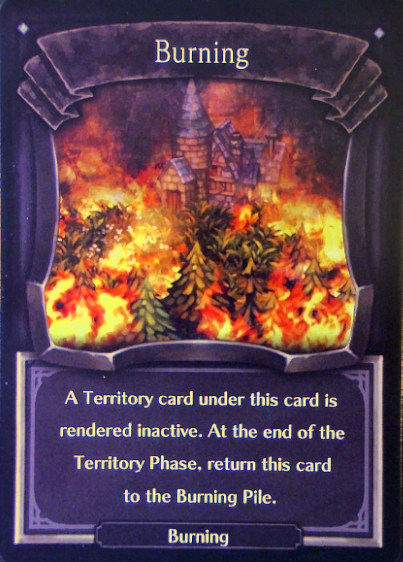 Burning
A Territory card under this card is
rendered inactive. At the end of the
Territory Phase, return this card
to the Burning Pile.
Burning